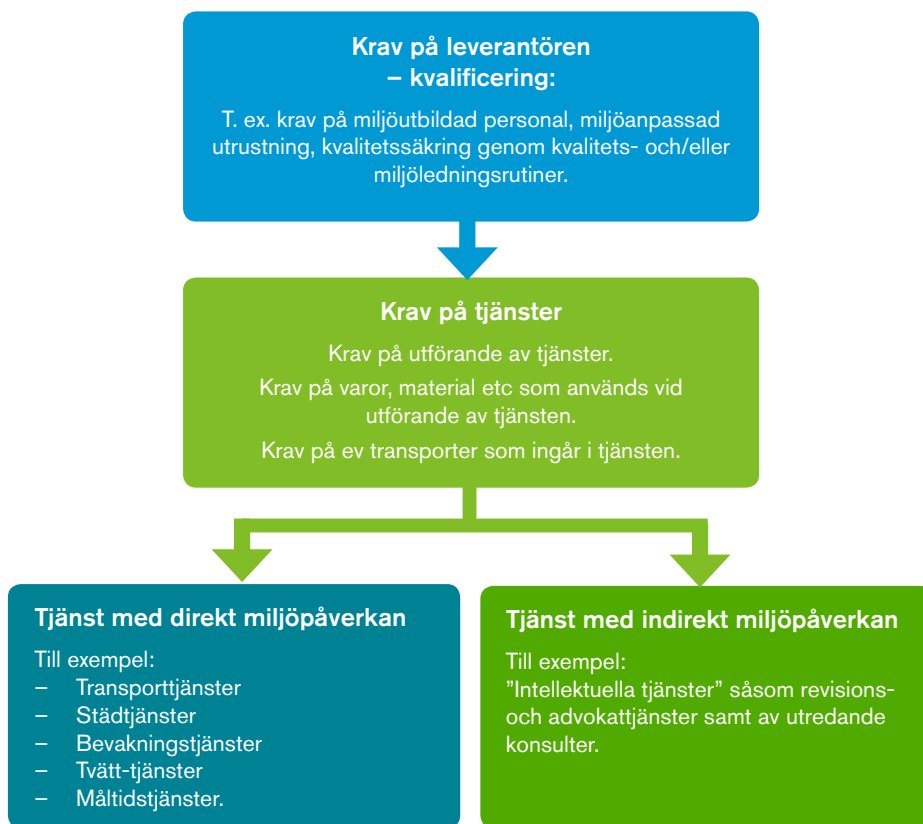 Krav på leverantören
– kvalificering:
T. ex. krav på miljöutbildad personal, miljöanpassad
utrustning, kvalitetssäkring genom kvalitets- och/eller
miljöledningsrutiner.
Krav på tjänster
Krav på utförande av tjänster.
Krav på varor, material etc som används vid
utförande av tjänsten.
Krav på ev transporter som ingår i tjänsten.
Tjänst med direkt miljöpåverkan
Till exempel:
– Transporttjänster
– Städtjänster
– Bevakningstjänster
– Tvätt-tjänster
– Måltidstjänster.
Tjänst med indirekt miljöpåverkan
Till exempel:
”Intellektuella tjänster” såsom revisions-
och advokattjänster samt av utredande
konsulter.